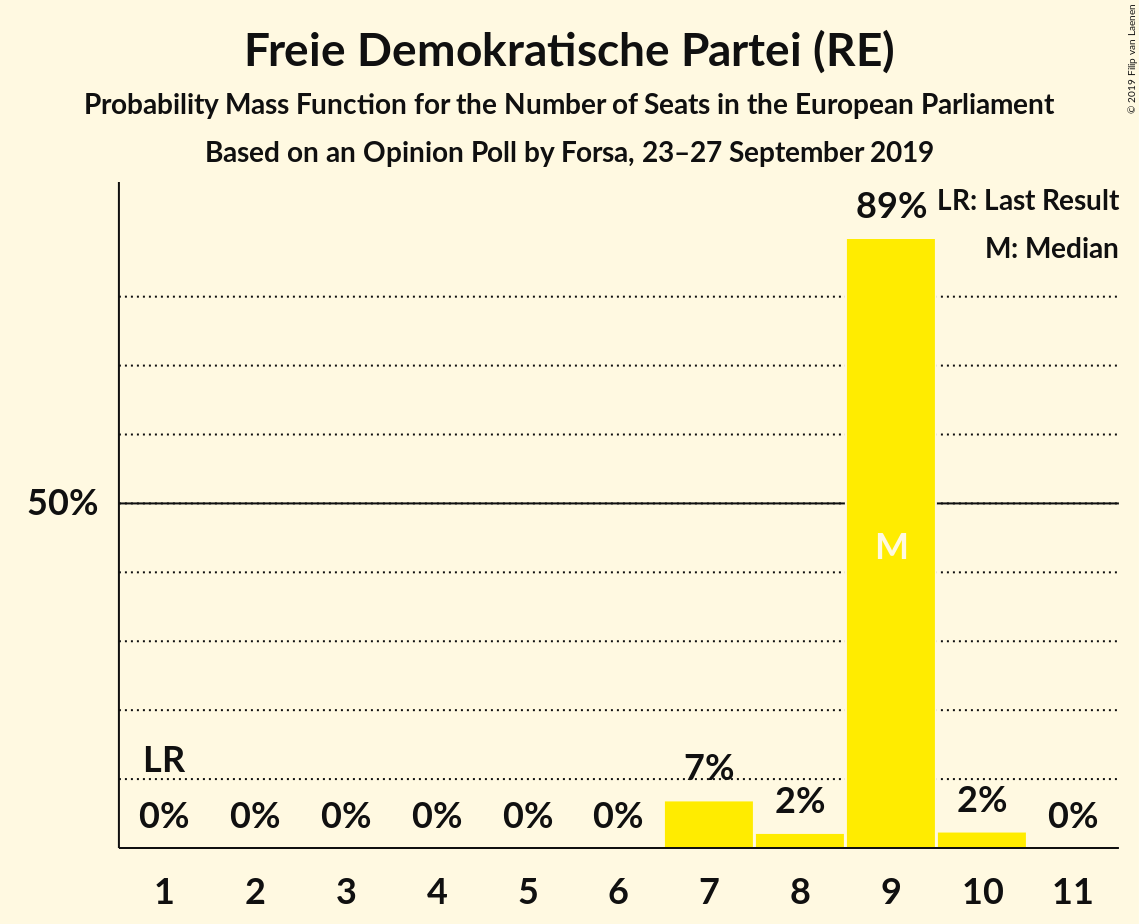 Freie Demokratische Partei (RE)
Probability Mass Function for the Number of Seats in the European Parliament
Based on an Opinion Poll by Forsa, 23–27 September 2019
© 2019 Filip van Laenen
LR: Last Result
M: Median
89%
50%
M
LR
7%
2%
2%
0% 0% 0% 0% 0% 0% 0%
1 2 3 4 5 6 7 8 9 10 11